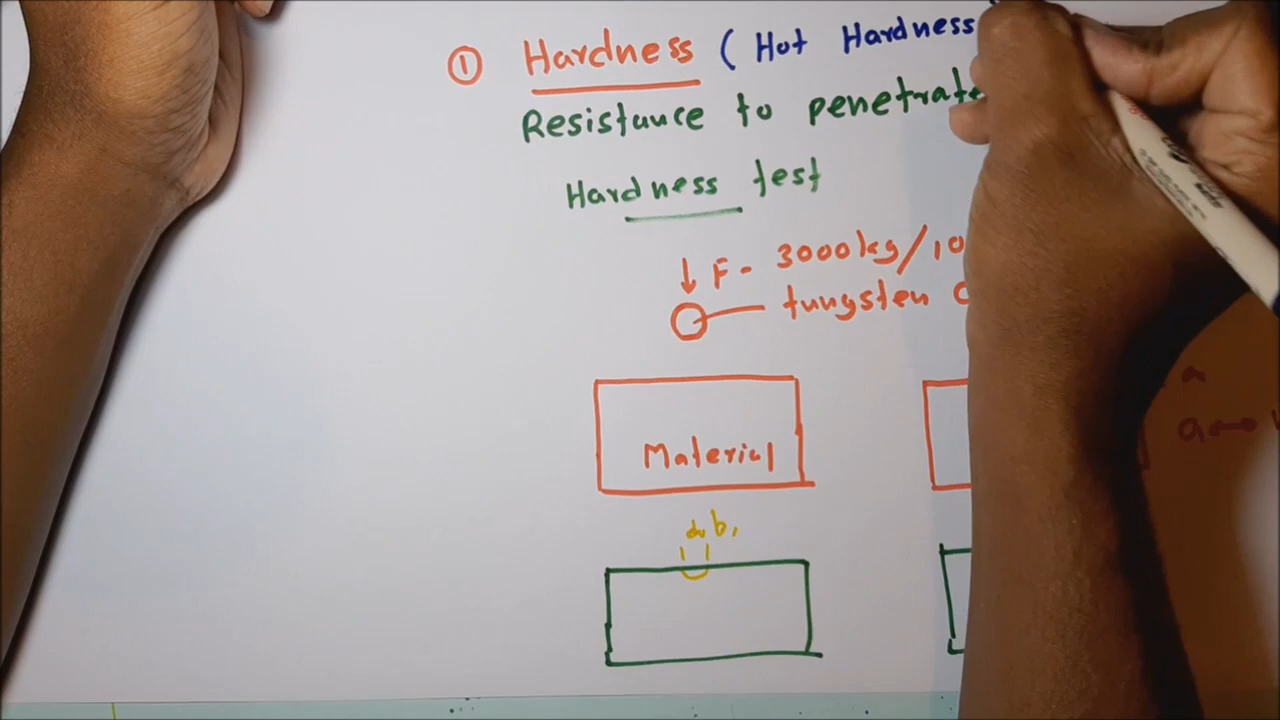 ① Hardness (Hot Hardness
Resistance to penetrate
Hardness test
↓ F - 3000kg/10
tungsten C
Material
b,
a
a